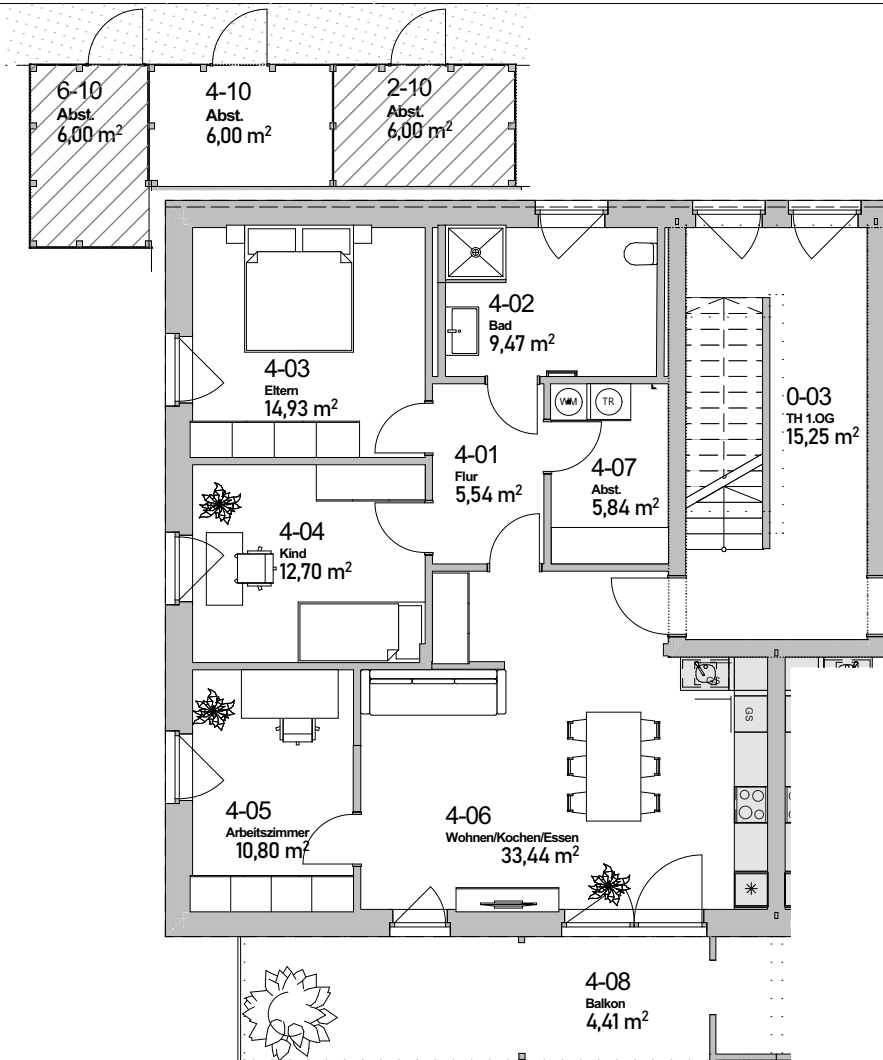 6-10
Abst.
6,00 m²
4-10
Abst.
6,00 m²
2-10
Abst.
6,00 m²
4-02
Bad
9,47 m²
4-03
Eltern
14,93 m²
WM
TR
0-03
TH 1.OG
15,25 m²
4-01
Flur
5,54 m²
4-07
Abst.
5,84 m²
4-04
Kind
12,70 m²
GS
GS
4-05
Arbeitszimmer
10,80 m²
4-06
Wohnen/Kochen/Essen
33,44 m²
4-08
Balkon
4,41 m²